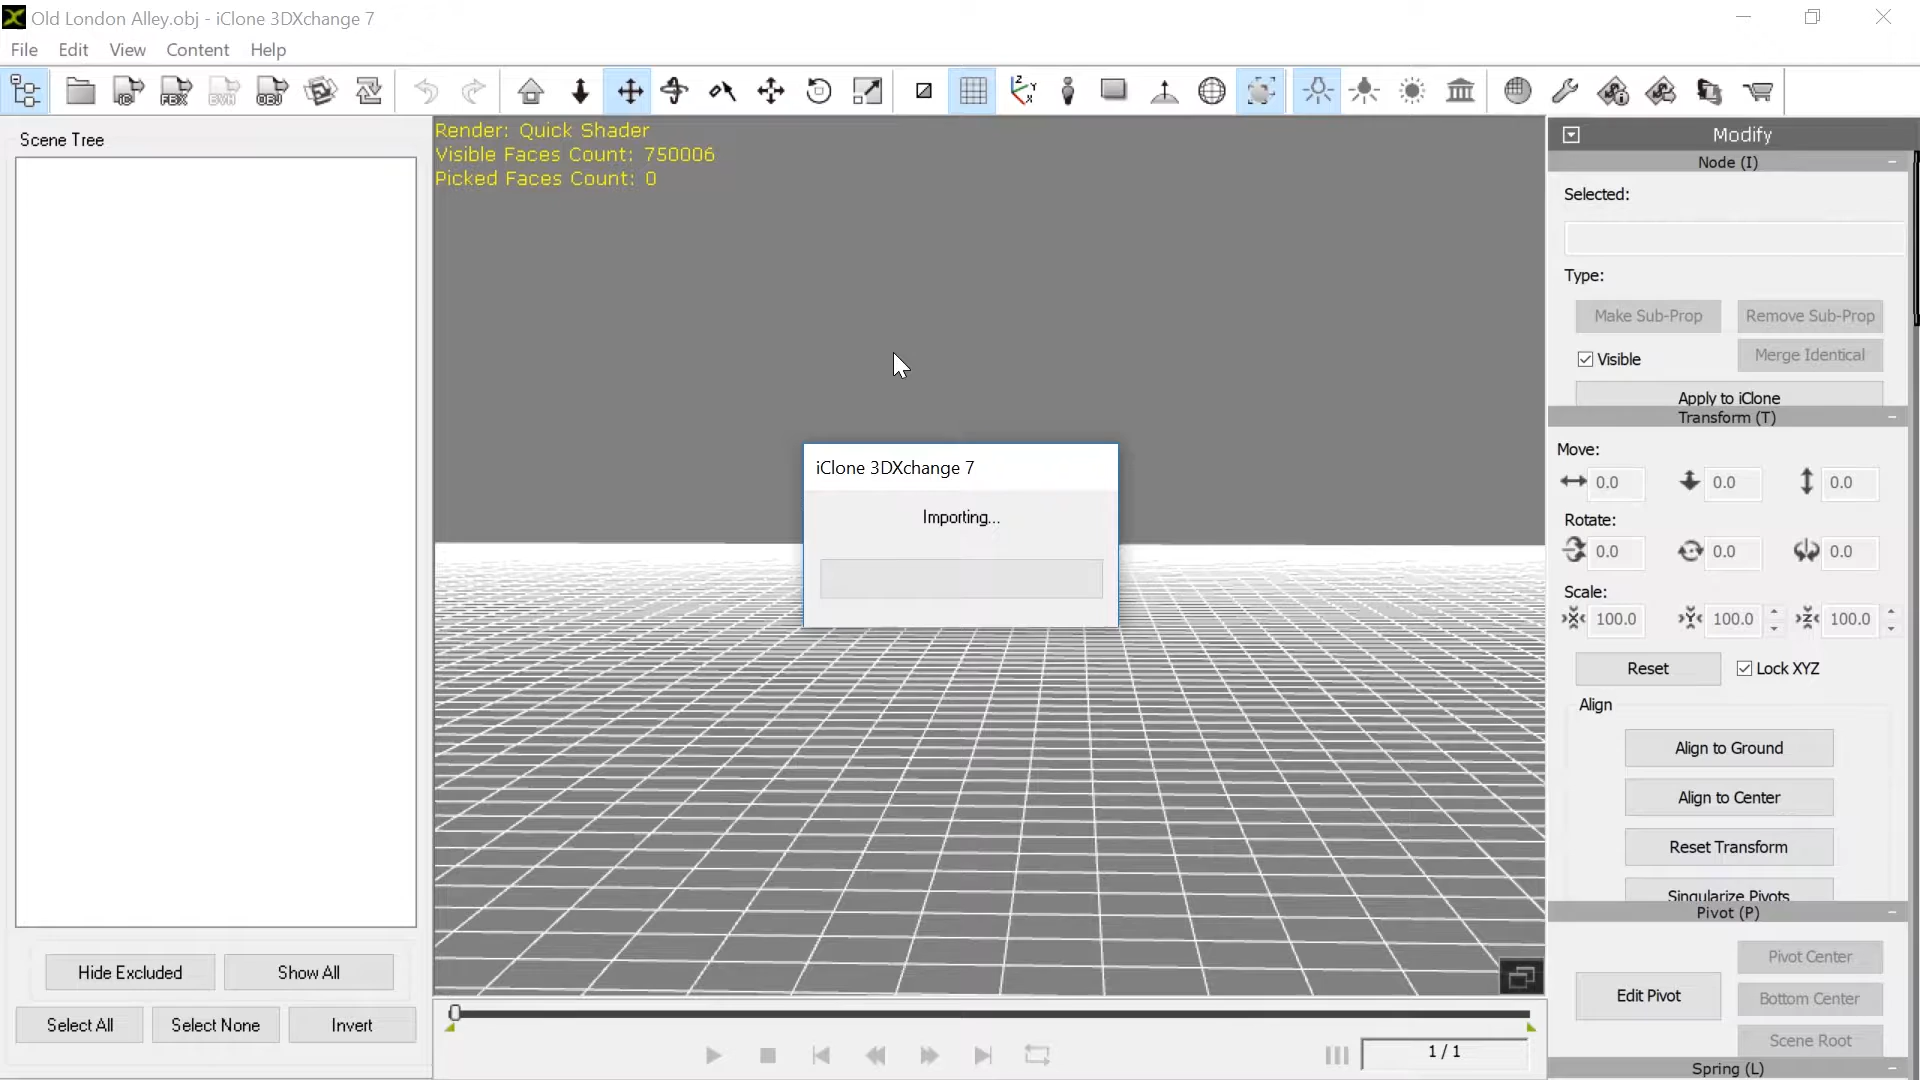 Old London Alley.obj - iClone 3DXchange 7
File Edit View Content Help
iC FBX BVH OBJ
Z Y X
Scene Tree
Render: Quick Shader
Visible Faces Count: 750006
Picked Faces Count: 0
Modify
Node (I)
Selected:
Type:
Make Sub-Prop Remove Sub-Prop
Visible Merge Identical
Apply to iClone
Transform (T)
Move:
0.0 0.0 0.0
Rotate:
0.0 0.0 0.0
Scale:
X 100.0 Y 100.0 Z 100.0
Reset Lock XYZ
Align
Align to Ground
Align to Center
Reset Transform
Singularize Pivots
Pivot (P)
Pivot Center
Edit Pivot
Bottom Center
Scene Root
Spring (L)
iClone 3DXchange 7
Importing...
Hide Excluded Show All
Select All Select None Invert
1 / 1